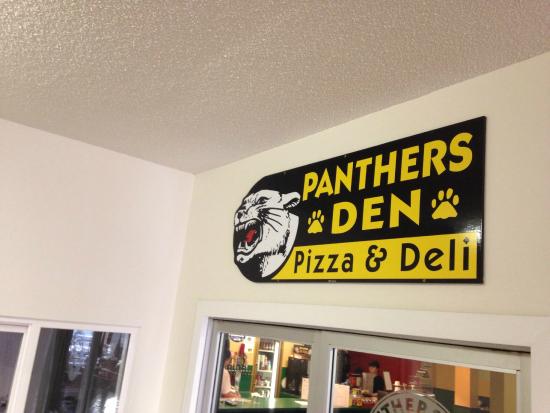 PANTHERS
DEN
Pizza & Deli